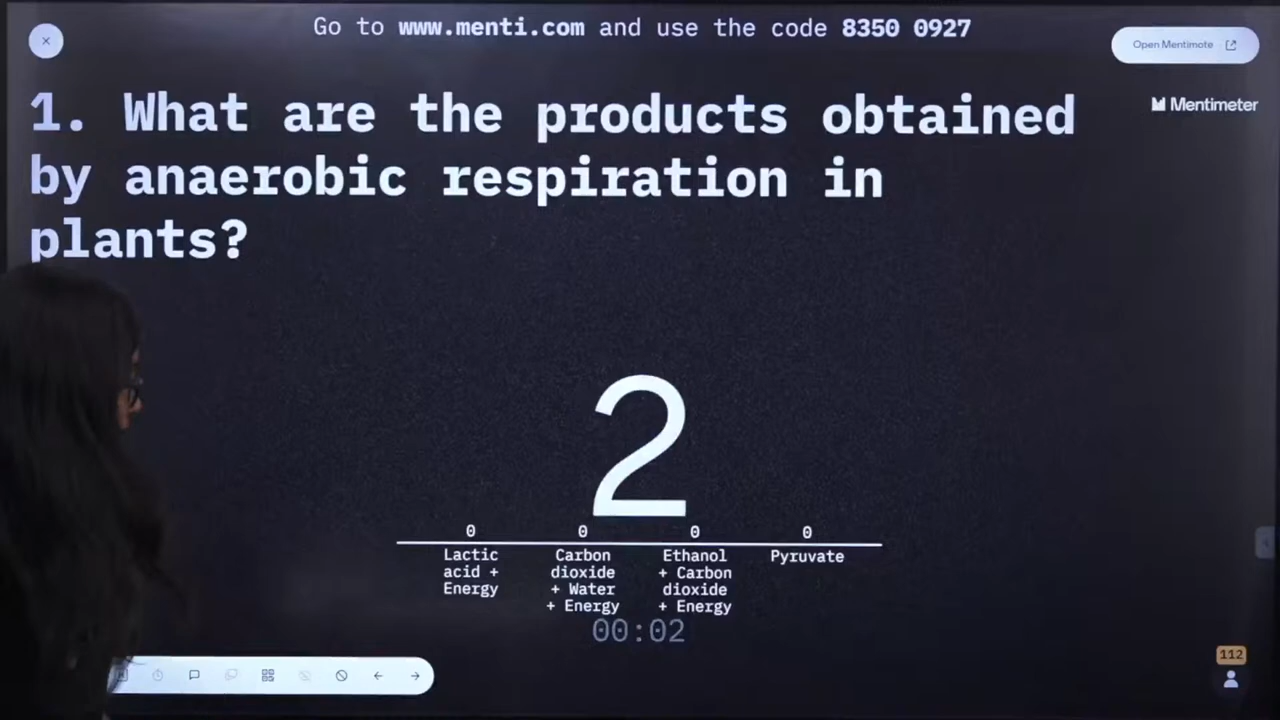 Go to www.menti.com and use the code 8350 0927
Open Mentimote
Mentimeter
1. What are the products obtained
by anaerobic respiration in
plants?
2
0 0 0 0
Lactic
acid +
Energy
Carbon
dioxide
+ Water
+ Energy
Ethanol
+ Carbon
dioxide
+ Energy
Pyruvate
00:02
112